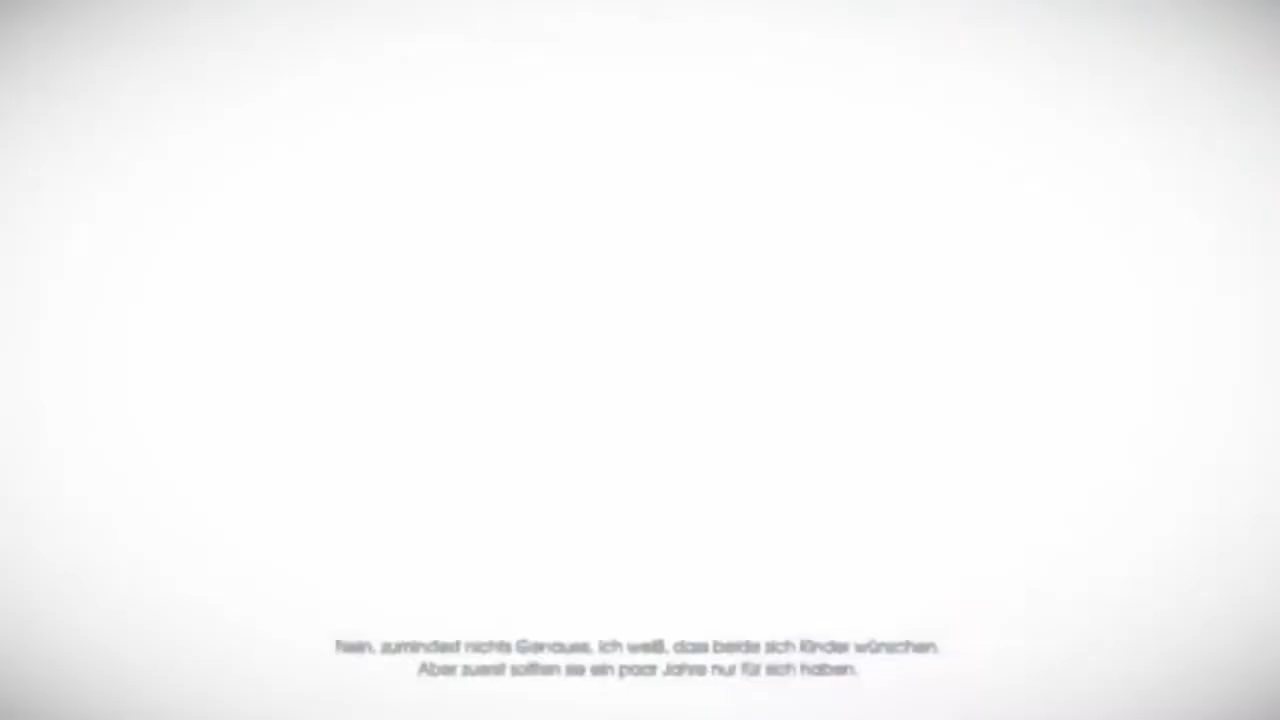 Nein, zumindest nichts Genaues. Ich weiß, dass beide sich Kinder wünschen.
Aber zuerst sollten sie ein paar Jahre nur für sich haben.